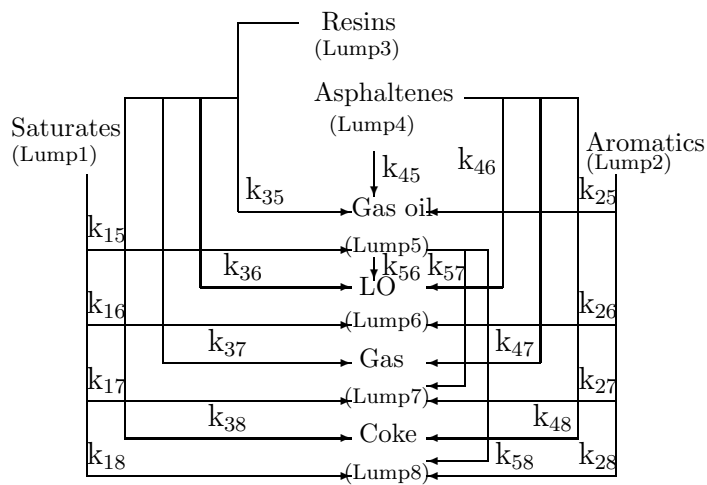 Resins
(Lump3)
Asphaltenes
(Lump4)
Saturates
(Lump1)
Aromatics
(Lump2)
k46
k45
k35
k25
Gas oil
k15
(Lump5)
k36
k56
k57
LO
k16
k26
(Lump6)
k37
k47
Gas
k17
k27
(Lump7)
k38
k48
Coke
k18
k58
k28
(Lump8)